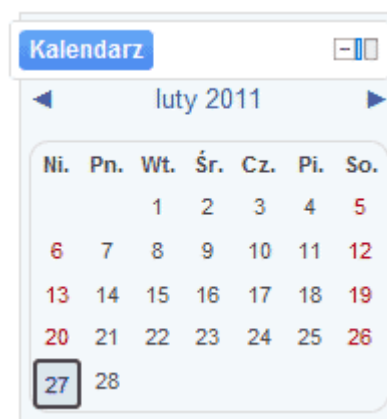 Kalendarz
luty 2011
Ni. Pn. Wt. Śr. Cz. Pi. So.
1 2 3 4 5
6 7 8 9 10 11 12
13 14 15 16 17 18 19
20 21 22 23 24 25 26
27 28